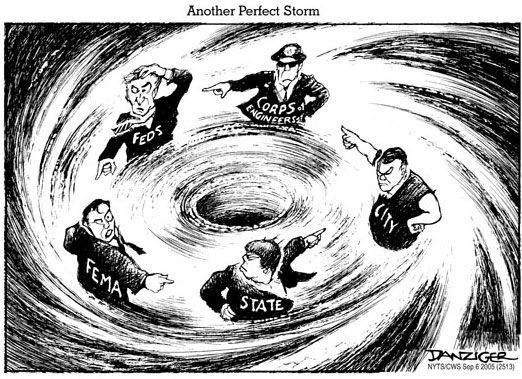 Another Perfect Storm
FEDS
CORPS of
ENGINEERS
CITY
FEMA
STATE
DANZIGER
NYTS/CWS Sep 6 2005 (2513)